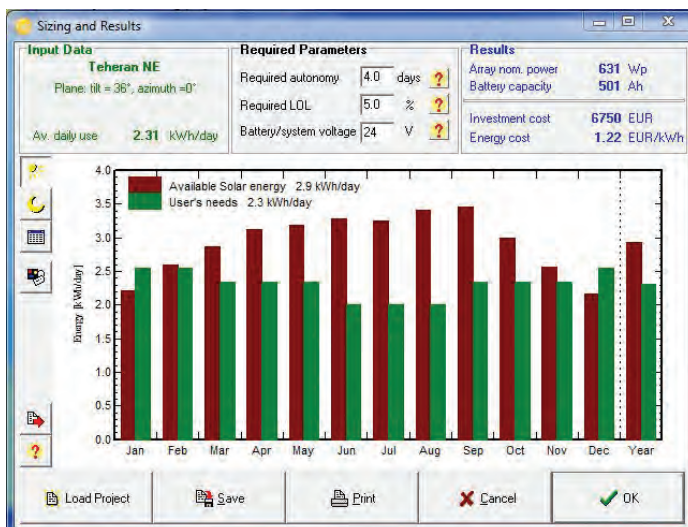 Sizing and Results
Input Data
Teheran NE
Plane: tilt = 36°, azimuth =0°
Av. daily use 2.31 kWh/day
Required Parameters
Required autonomy 4.0 days ?
Required LOL 5.0 % ?
Battery/system voltage 24 V ?
Results
Array nom. power 631 Wp
Battery capacity 501 Ah
Investment cost 6750 EUR
Energy cost 1.22 EUR/kWh
Available Solar energy 2.9 kWh/day
User's needs 2.3 kWh/day
Energy [kWh/day]
4.0
3.5
3.0
2.5
2.0
1.5
1.0
0.5
0.0
Jan Feb Mar Apr May Jun Jul Aug Sep Oct Nov Dec Year
?
Load Project Save Print Cancel OK